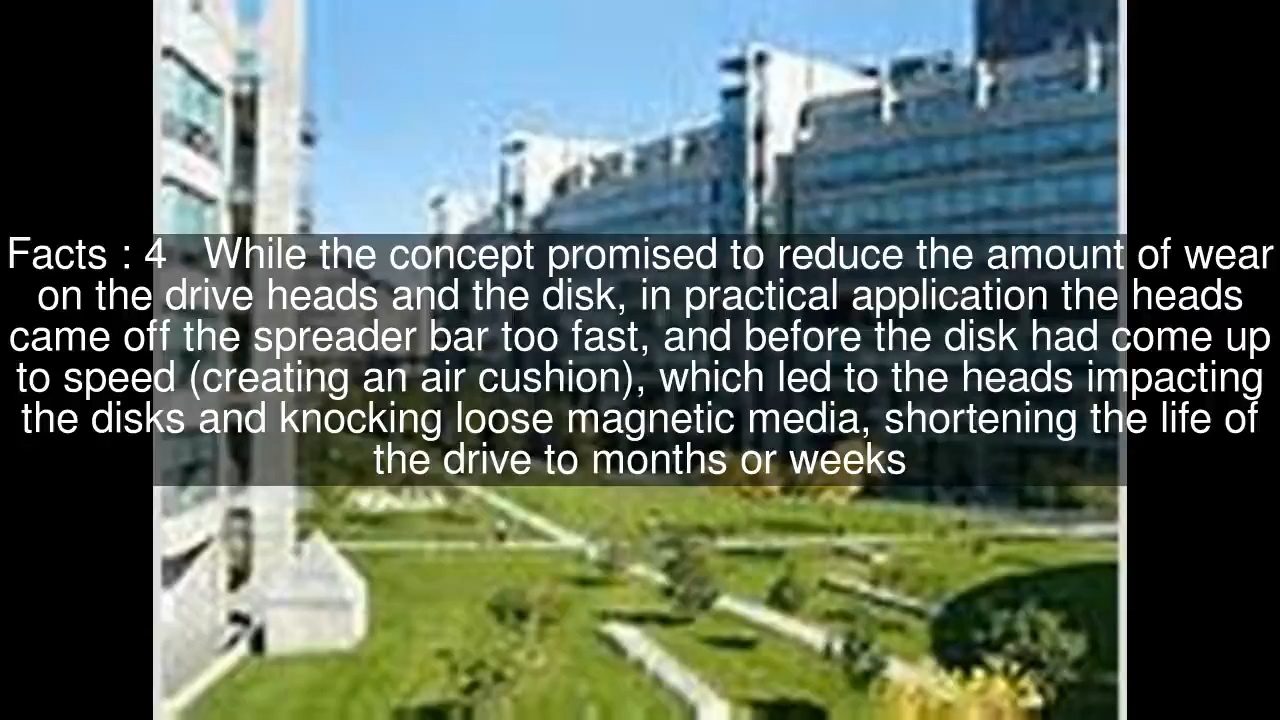 Facts : 4 While the concept promised to reduce the amount of wear
on the drive heads and the disk, in practical application the heads
came off the spreader bar too fast, and before the disk had come up
to speed (creating an air cushion), which led to the heads impacting
the disks and knocking loose magnetic media, shortening the life of
the drive to months or weeks